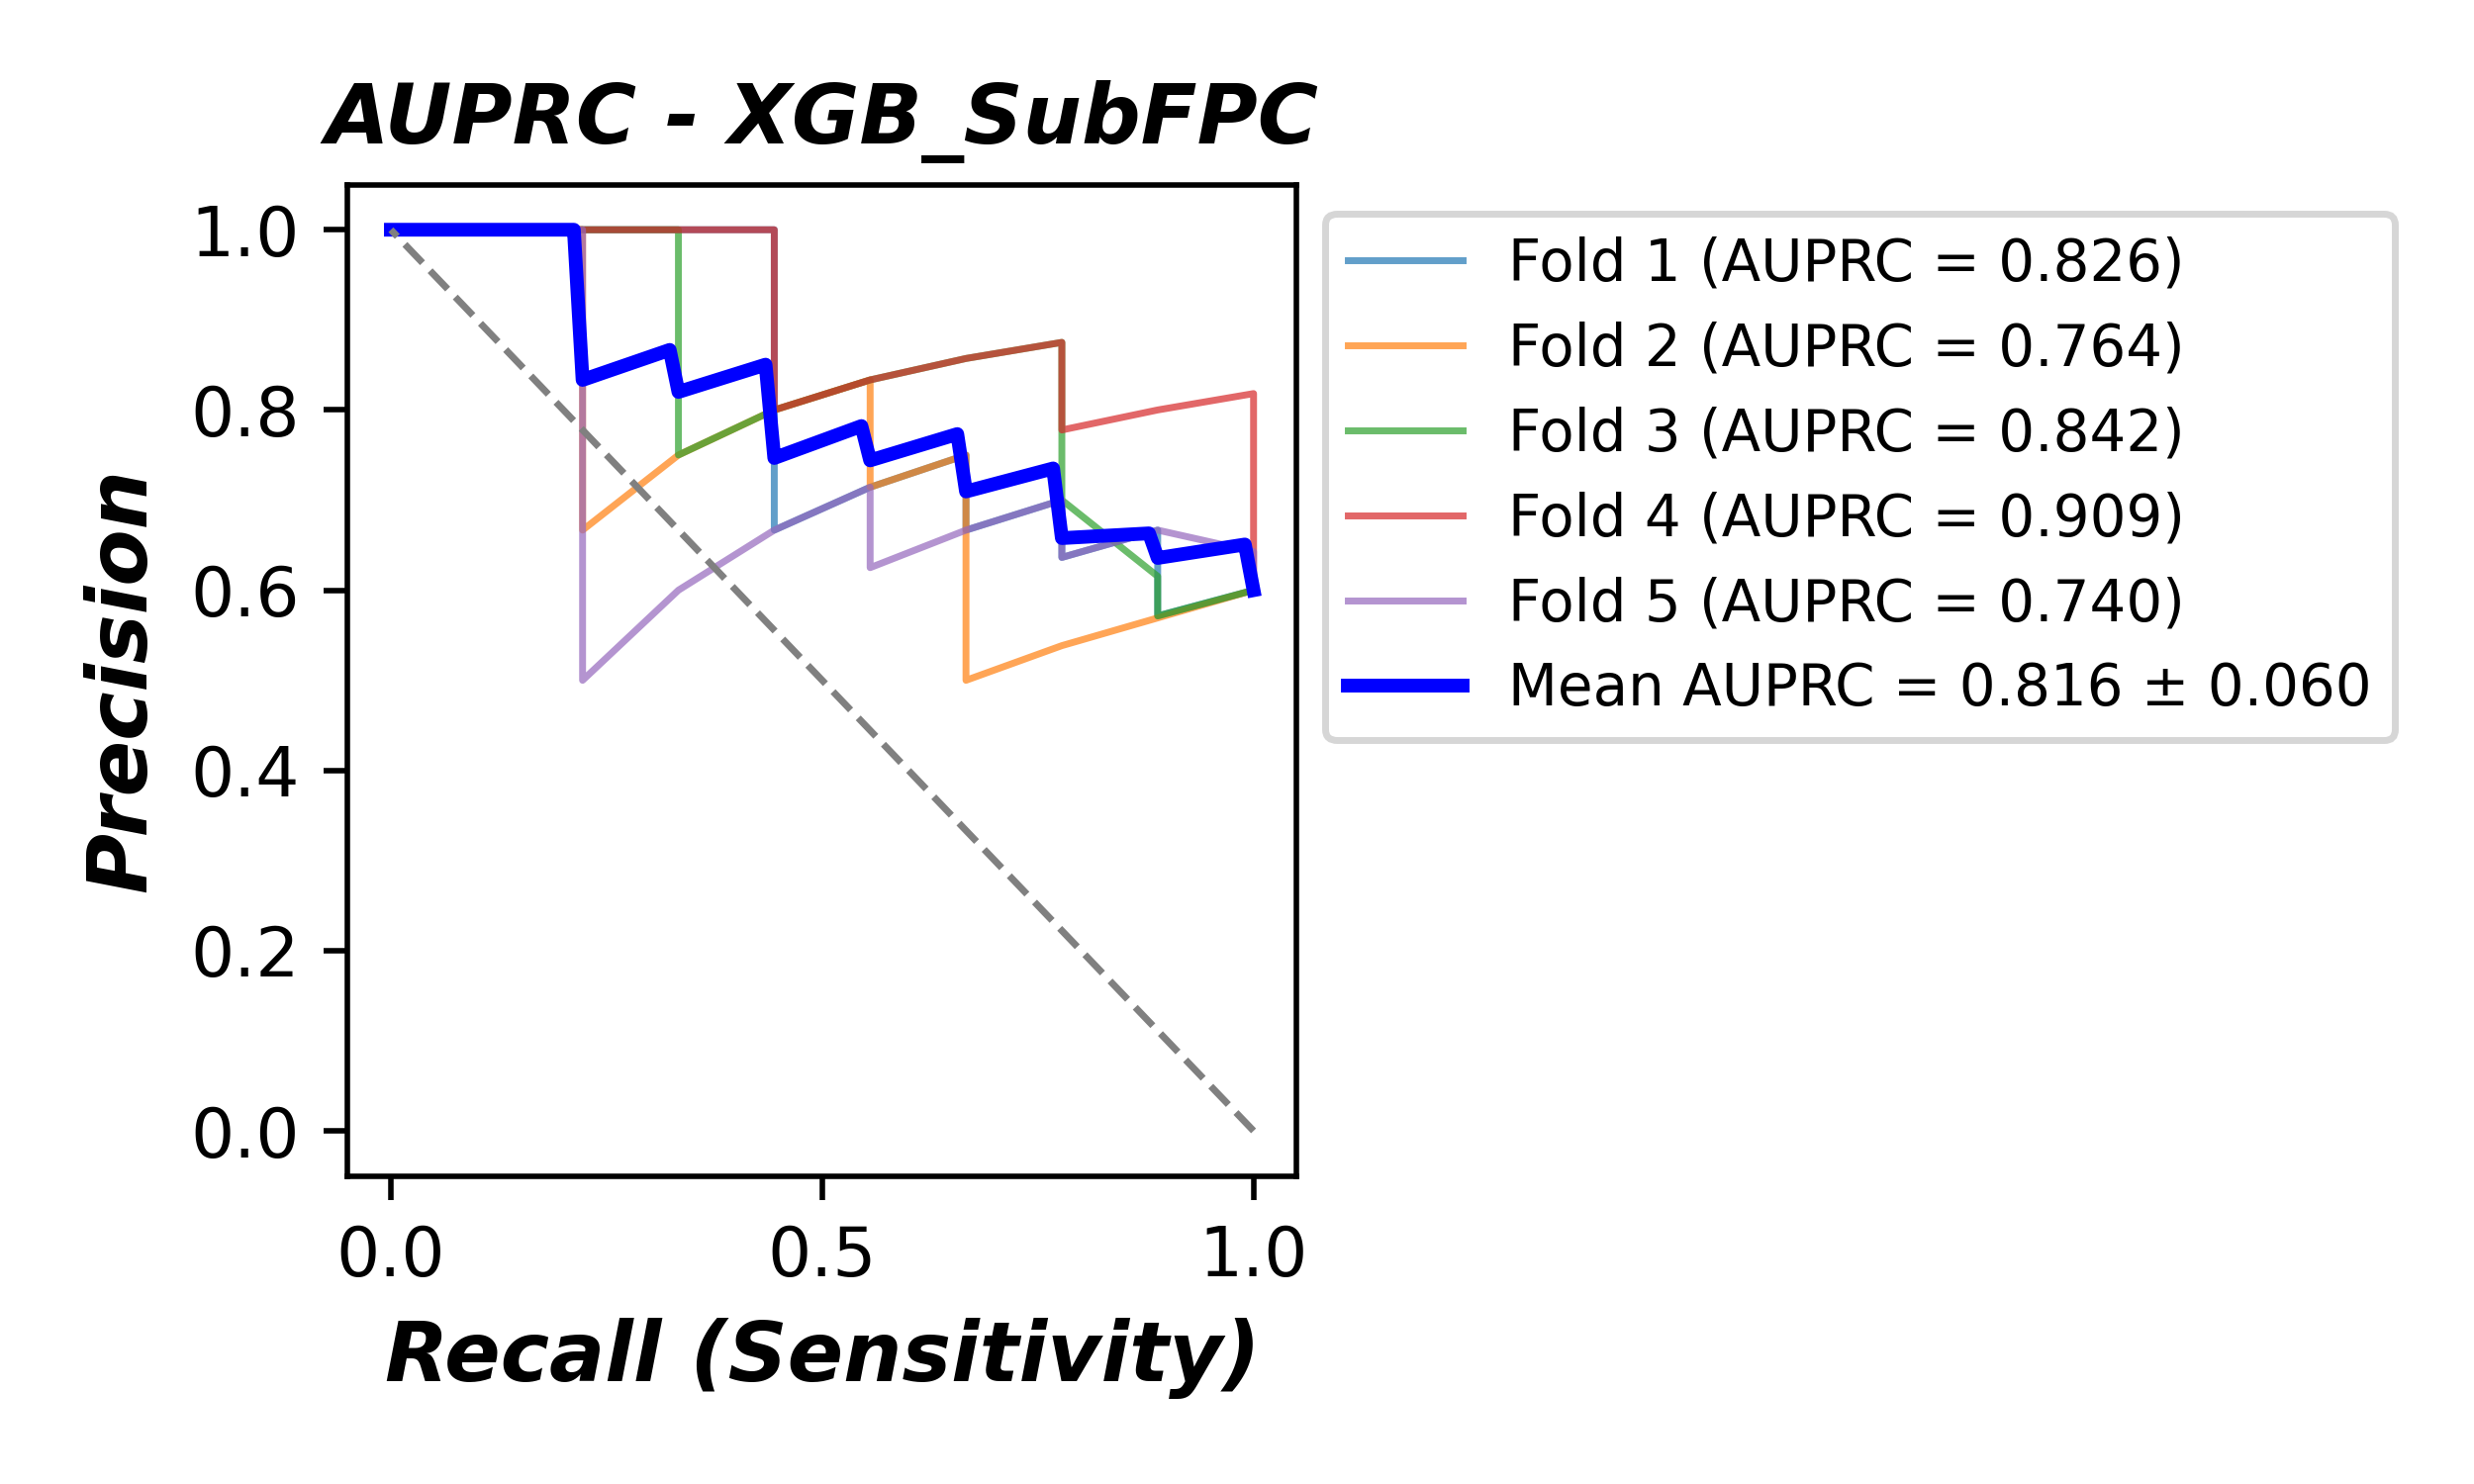 AUPRC - XGB_SubFPC
Precision
1.0
0.8
0.6
0.4
0.2
0.0
0.0 0.5 1.0
Recall (Sensitivity)
Fold 1 (AUPRC = 0.826)
Fold 2 (AUPRC = 0.764)
Fold 3 (AUPRC = 0.842)
Fold 4 (AUPRC = 0.909)
Fold 5 (AUPRC = 0.740)
Mean AUPRC = 0.816 ± 0.060